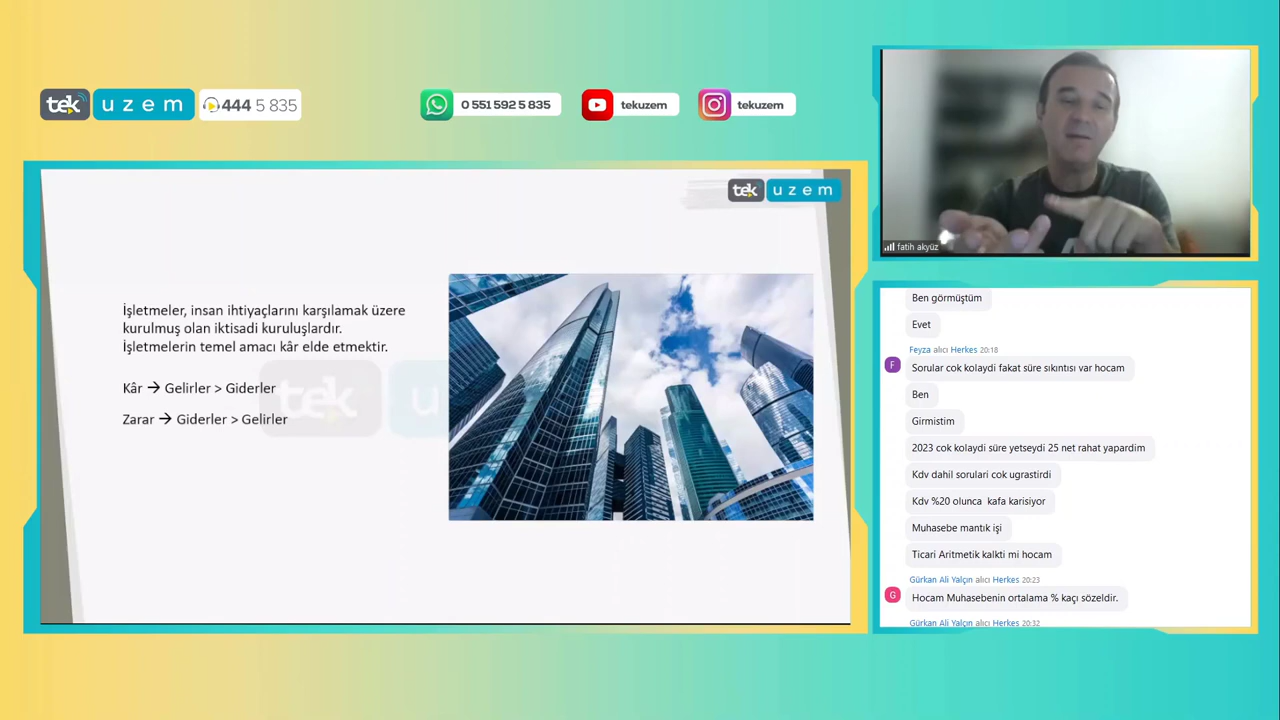 tek uzem 444 5 835
0 551 592 5 835
tekuzem
tekuzem
tek uzem
İşletmeler, insan ihtiyaçlarını karşılamak üzere
kurulmuş olan iktisadi kuruluşlardır.
İşletmelerin temel amacı kâr elde etmektir.
Kâr → Gelirler > Giderler
Zarar → Giderler > Gelirler
tek u
fatih akyüz
Ben görmüştüm
Evet
Feyza alıcı Herkes 20:18
F
Sorular cok kolaydi fakat süre sıkıntısı var hocam
Ben
Girmistim
2023 cok kolaydi süre yetseydi 25 net rahat yapardim
Kdv dahil sorulari cok ugrastirdi
Kdv %20 olunca kafa karisiyor
Muhasebe mantık işi
Ticari Aritmetik kalkti mi hocam
Gürkan Ali Yalçın alıcı Herkes 20:23
G
Hocam Muhasebenin ortalama % kaçı sözeldir.
Gürkan Ali Yalçın alıcı Herkes 20:32